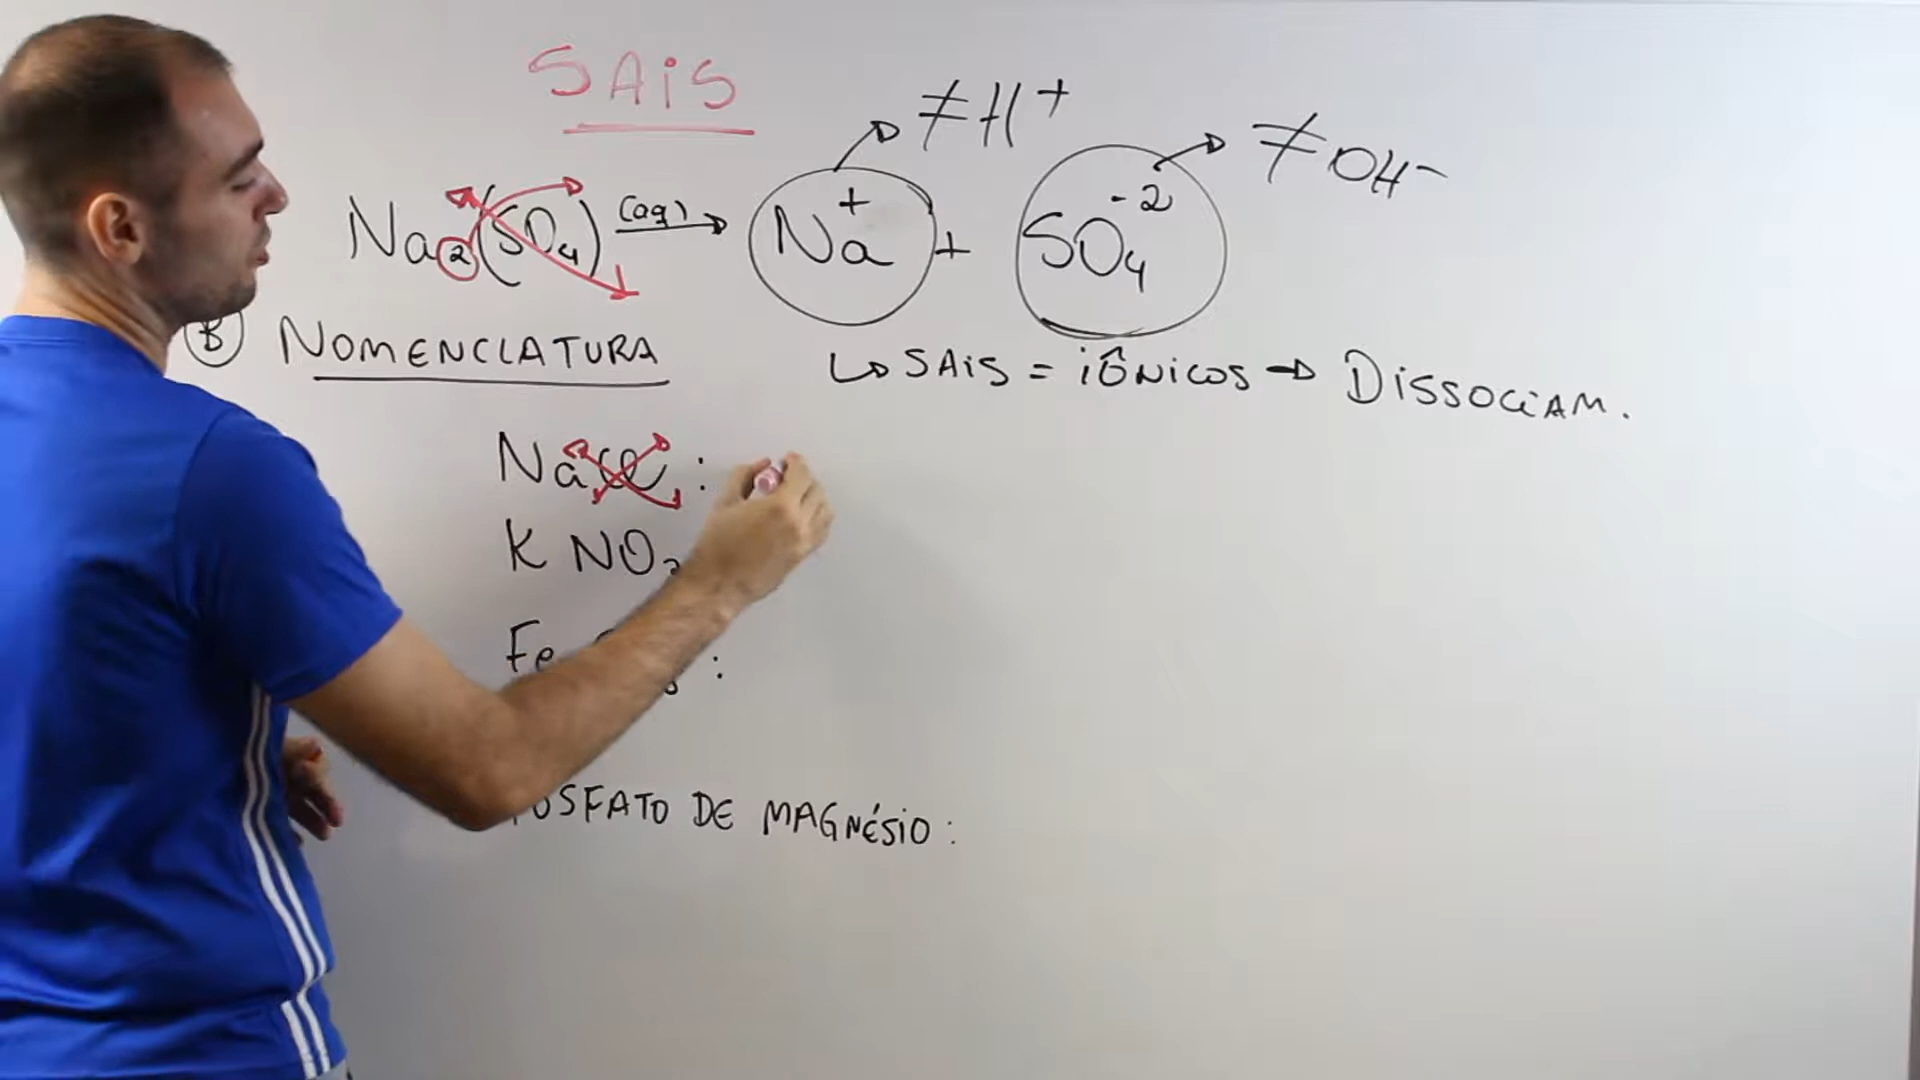 SAIS
≠H⁺
≠OH⁻
Na₂(SO₄) (aq) → Na⁺ + SO₄⁻²
B NOMENCLATURA
↳ SAIS = IÔNICOS → DISSOCIAM.
NaCl :
K NO₃
Fe :
FOSFATO DE MAGNÉSIO :